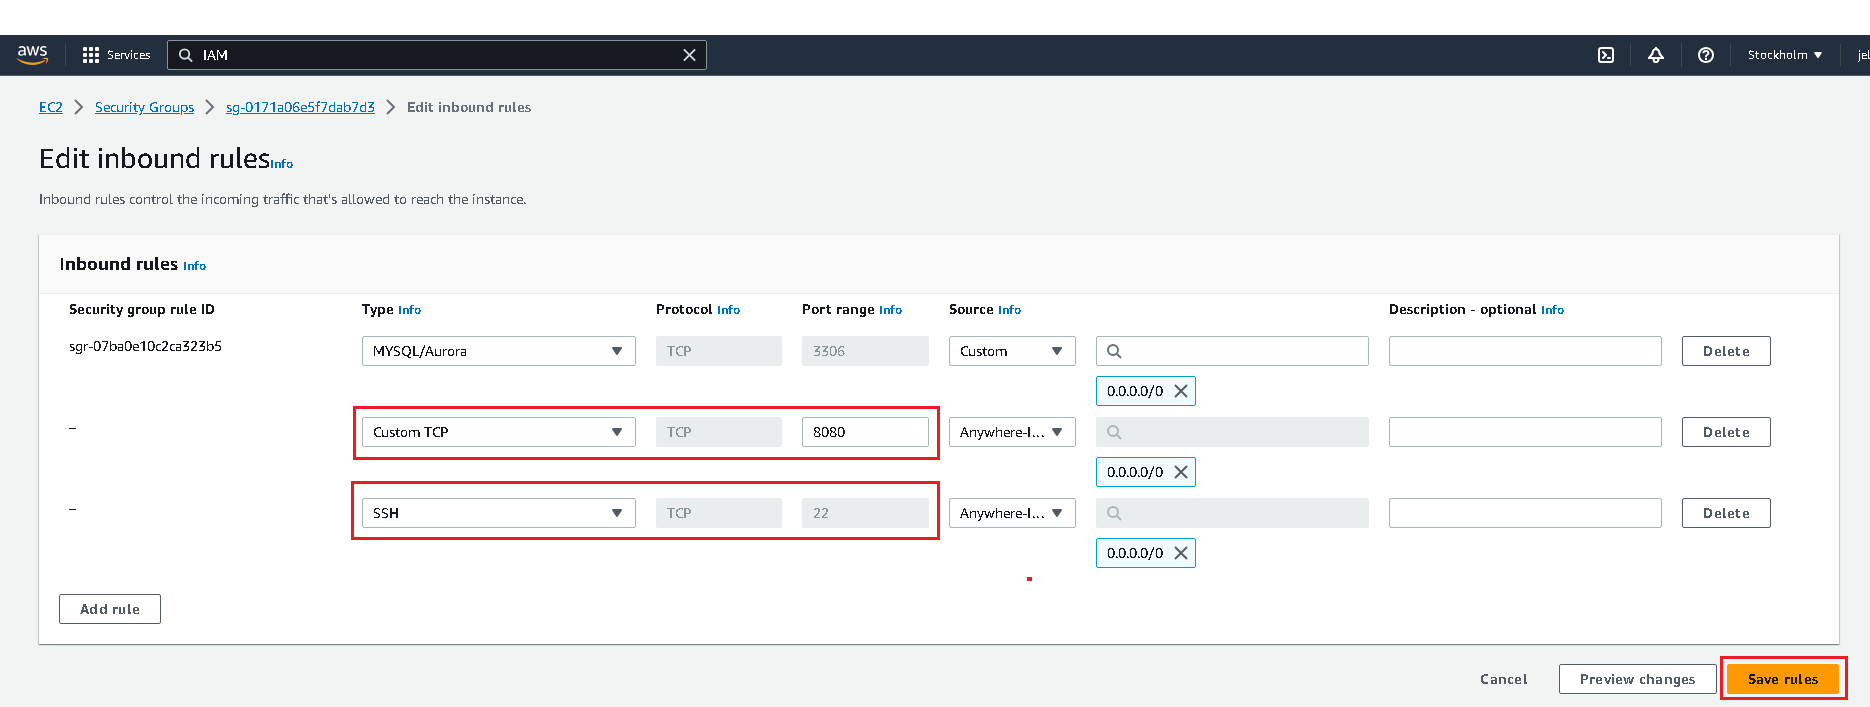 aws Services IAM Stockholm jel
EC2 Security Groups sg-0171a06e5f7dab7d3 Edit inbound rules
Edit inbound rules Info
Inbound rules control the incoming traffic that's allowed to reach the instance.
Inbound rules Info
Security group rule ID Type Info Protocol Info Port range Info Source Info Description - optional Info
sgr-07ba0e10c2ca323b5 MYSQL/Aurora TCP 3306 Custom Delete
0.0.0.0/0
– Custom TCP TCP 8080 Anywhere-I... Delete
0.0.0.0/0
– SSH TCP 22 Anywhere-I... Delete
0.0.0.0/0
Add rule
Cancel Preview changes Save rules